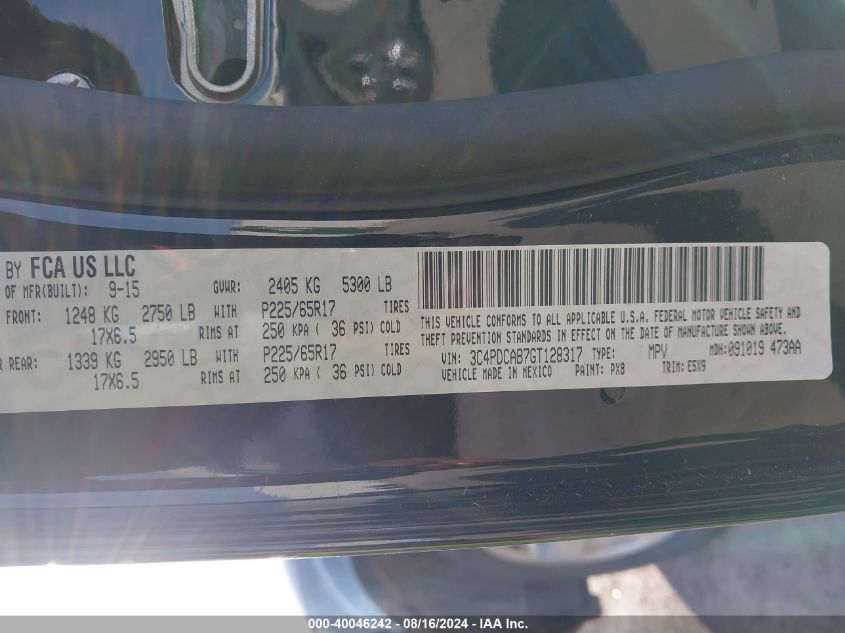 BY FCA US LLC
OF MFR(BUILT): 9-15 GVWR: 2405 KG 5300 LB
FRONT: 1248 KG 2750 LB WITH P225/65R17 TIRES
17X6.5 RIMS AT 250 KPA ( 36 PSI) COLD
REAR: 1339 KG 2950 LB WITH P225/65R17 TIRES
17X6.5 RIMS AT 250 KPA ( 36 PSI) COLD
THIS VEHICLE CONFORMS TO ALL APPLICABLE U.S.A. FEDERAL MOTOR VEHICLE SAFETY AND
THEFT PREVENTION STANDARDS IN EFFECT ON THE DATE OF MANUFACTURE SHOWN ABOVE.
VIN: 3C4PDCAB7GT128317 TYPE: MPV MDH:091019 473AA
VEHICLE MADE IN MEXICO PAINT: PX8 TRIM: E5X9
000-40046242 - 08/16/2024 - IAAI.COM